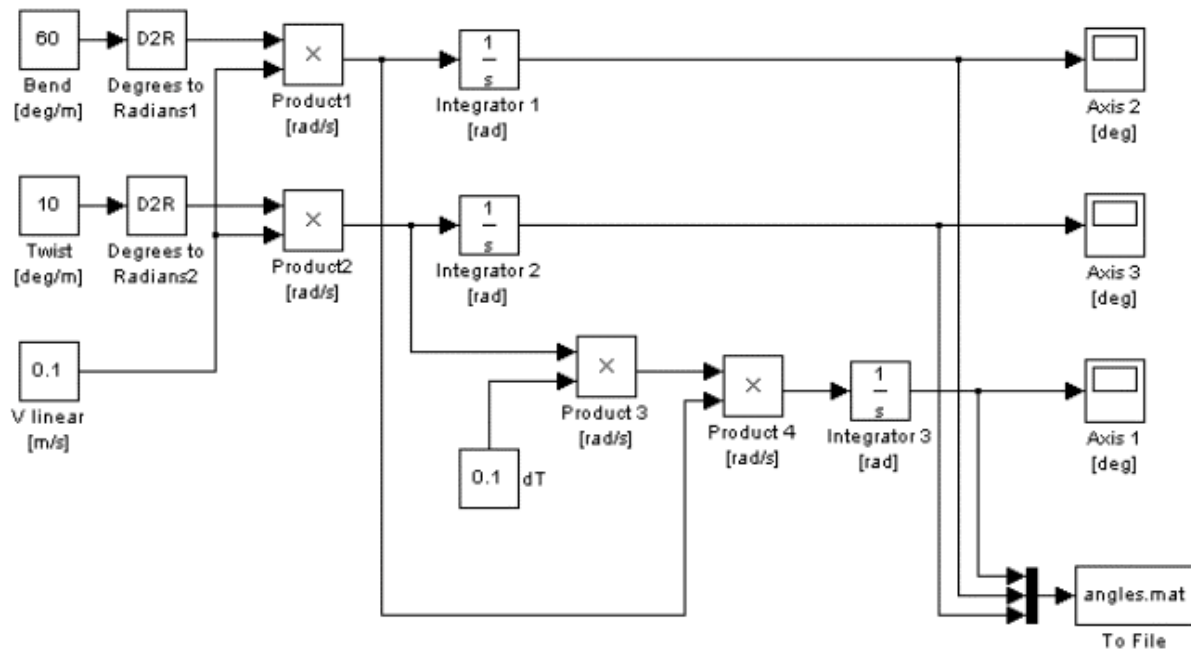 60
Bend
[deg/m]
D2R
Degrees to
Radians1
×
Product1
[rad/s]
1
s
Integrator 1
[rad]
Axis 2
[deg]
10
Twist
[deg/m]
D2R
Degrees to
Radians2
×
Product2
[rad/s]
1
s
Integrator 2
[rad]
Axis 3
[deg]
0.1
V linear
[m/s]
×
Product 3
[rad/s]
0.1
dT
×
Product 4
[rad/s]
1
s
Integrator 3
[rad]
Axis 1
[deg]
angles.mat
To File